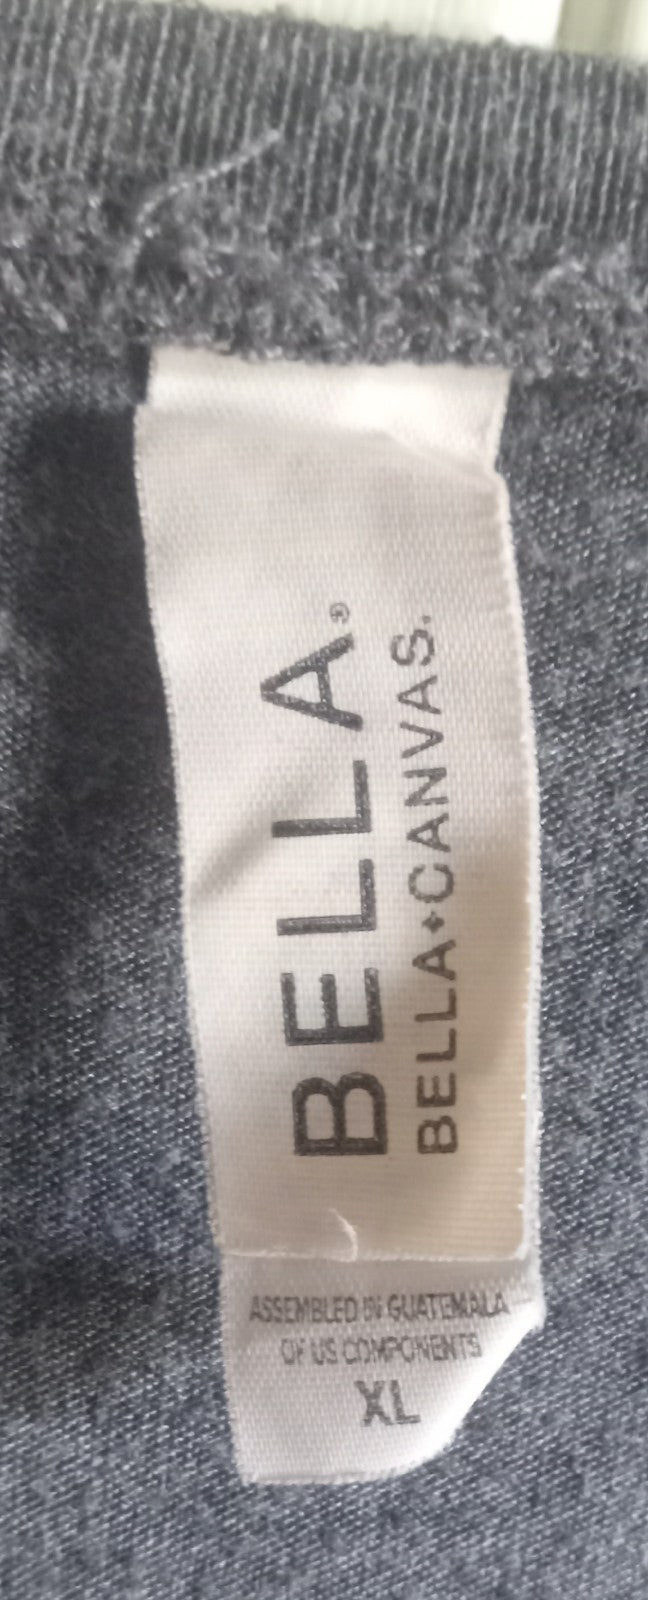 BELLA®
BELLA+CANVAS.
ASSEMBLED IN GUATEMALA
OF US COMPONENTS
XL